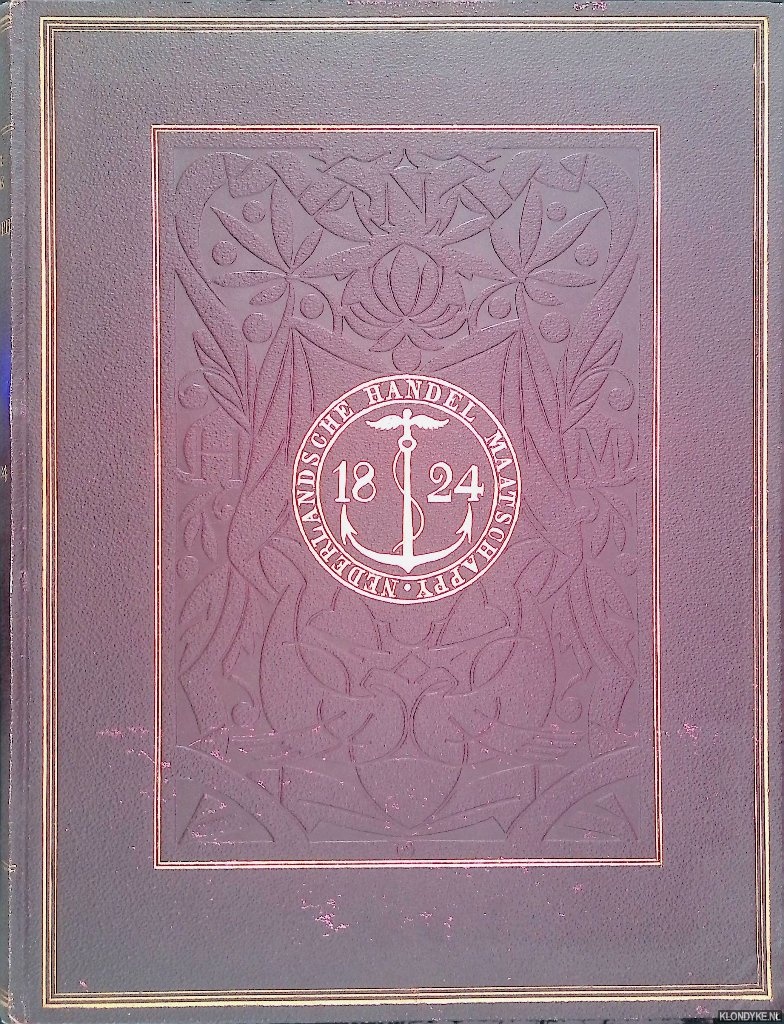 N
H M
NEDERLANDSCHE HANDEL MAATSCHAPPY ·
18 24
KLONDYKE.NL